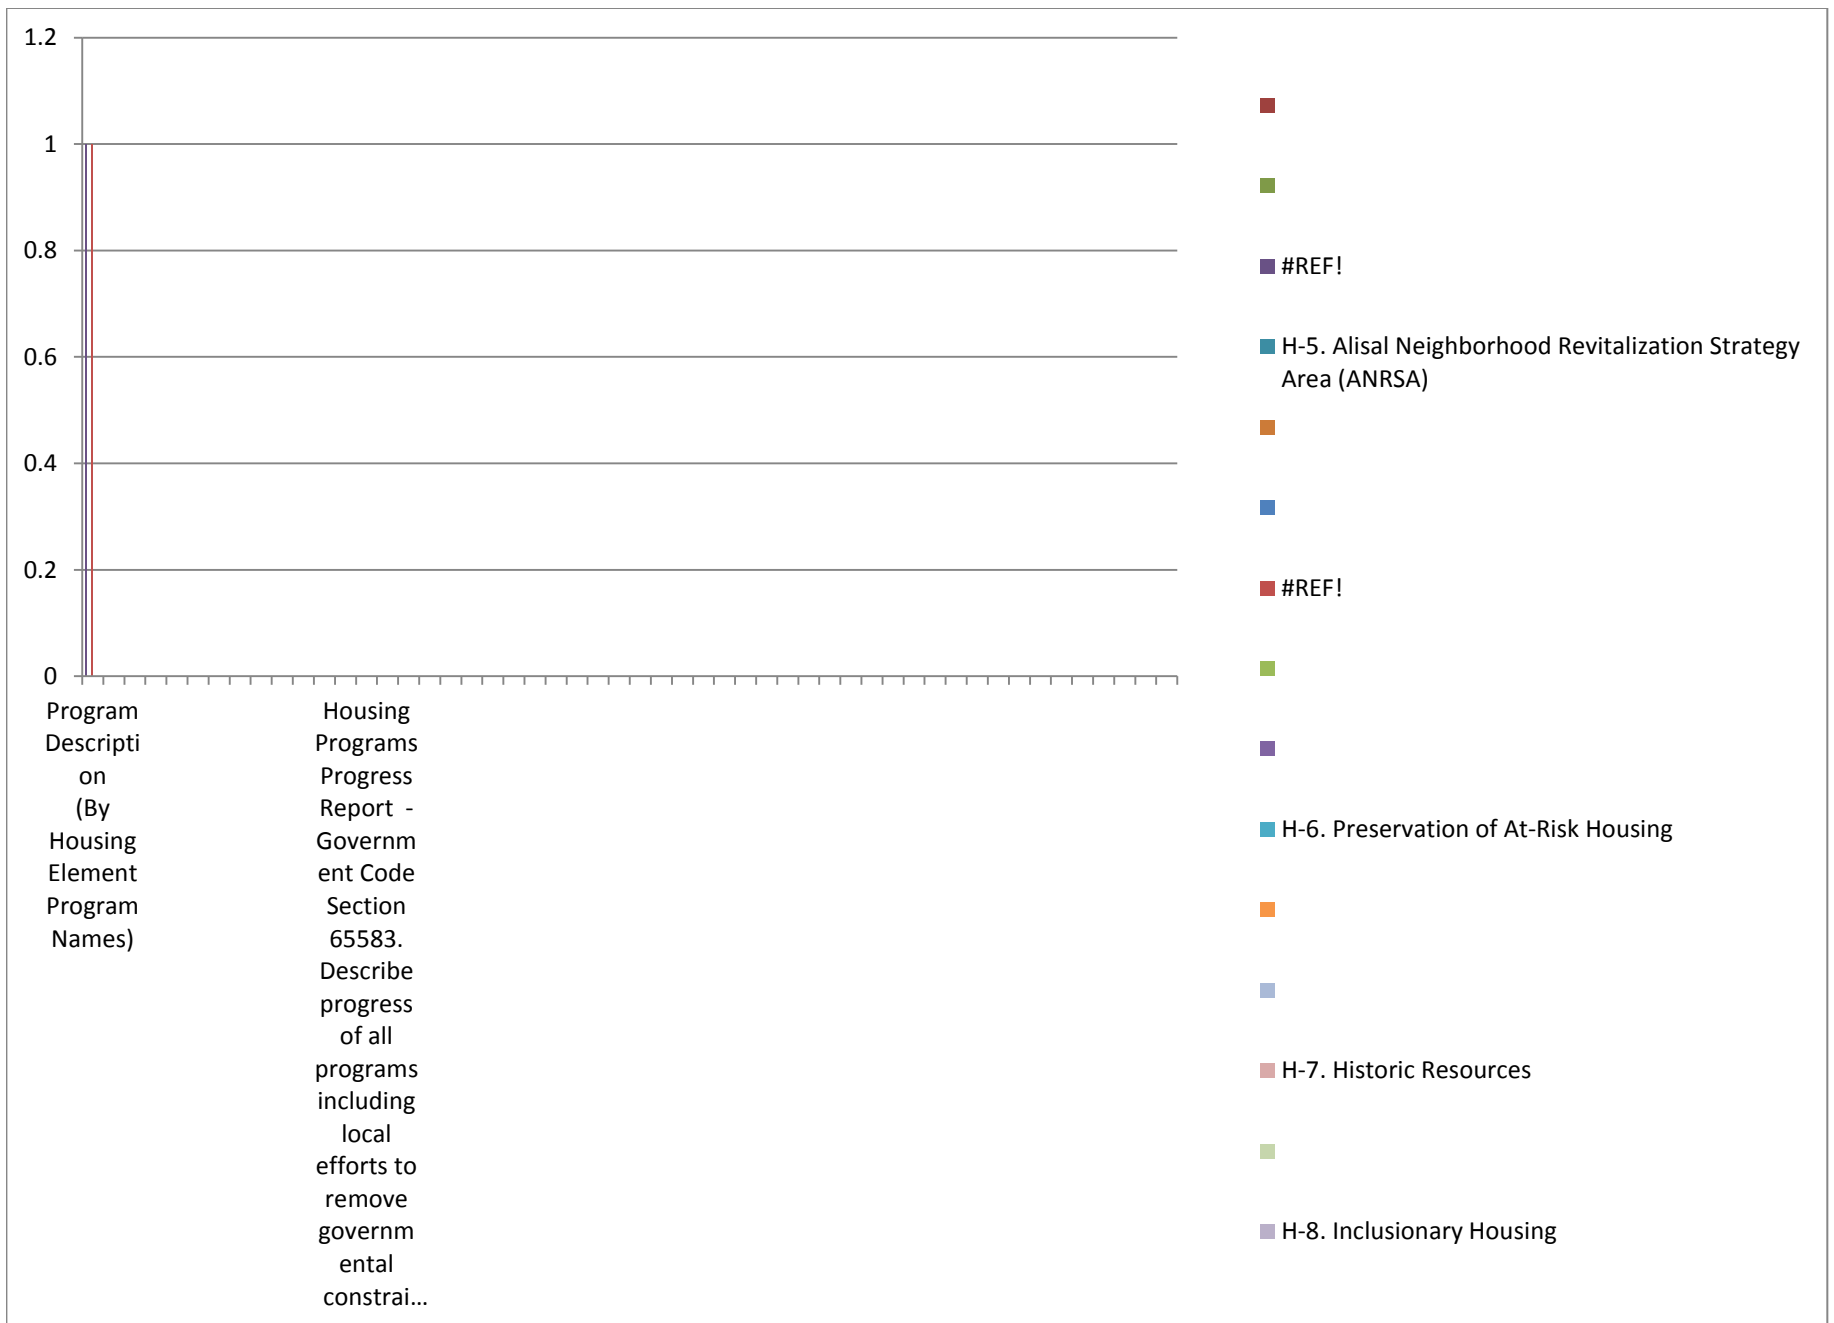 1.2
1
0.8
0.6
0.4
0.2
0
Program
Descripti
on
(By
Housing
Element
Program
Names)
Housing
Programs
Progress
Report  -
Governm
ent Code
Section
65583.
Describe
progress
of all
programs
including
local
efforts to
remove
governm
ental
constrai...
#REF!
H-5. Alisal Neighborhood Revitalization Strategy
Area (ANRSA)
#REF!
H-6. Preservation of At-Risk Housing
H-7. Historic Resources
H-8. Inclusionary Housing